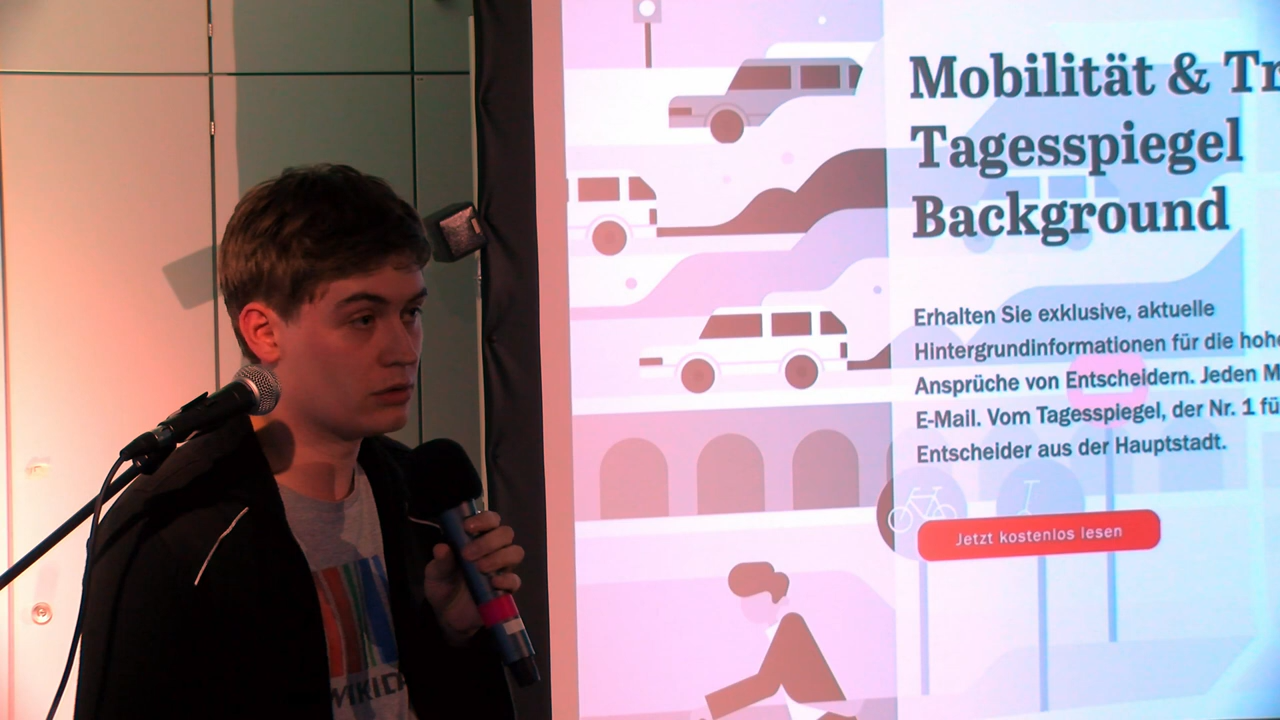 Mobilität & Tr
Tagesspiegel
Background
Erhalten Sie exklusive, aktuelle
Hintergrundinformationen für die hohe
Ansprüche von Entscheidern. Jeden M
E-Mail. Vom Tagesspiegel, der Nr. 1 fü
Entscheider aus der Hauptstadt.
Jetzt kostenlos lesen
WIKIDA